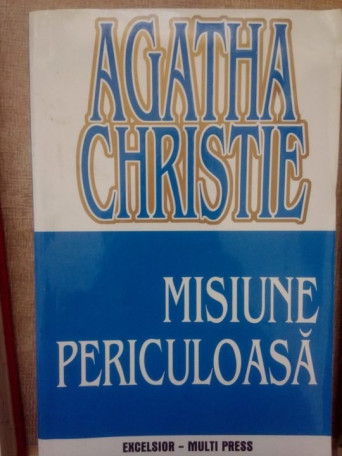 AGATHA
CHRISTIE
MISIUNE
PERICULOASĂ
EXCELSIOR – MULTI PRESS